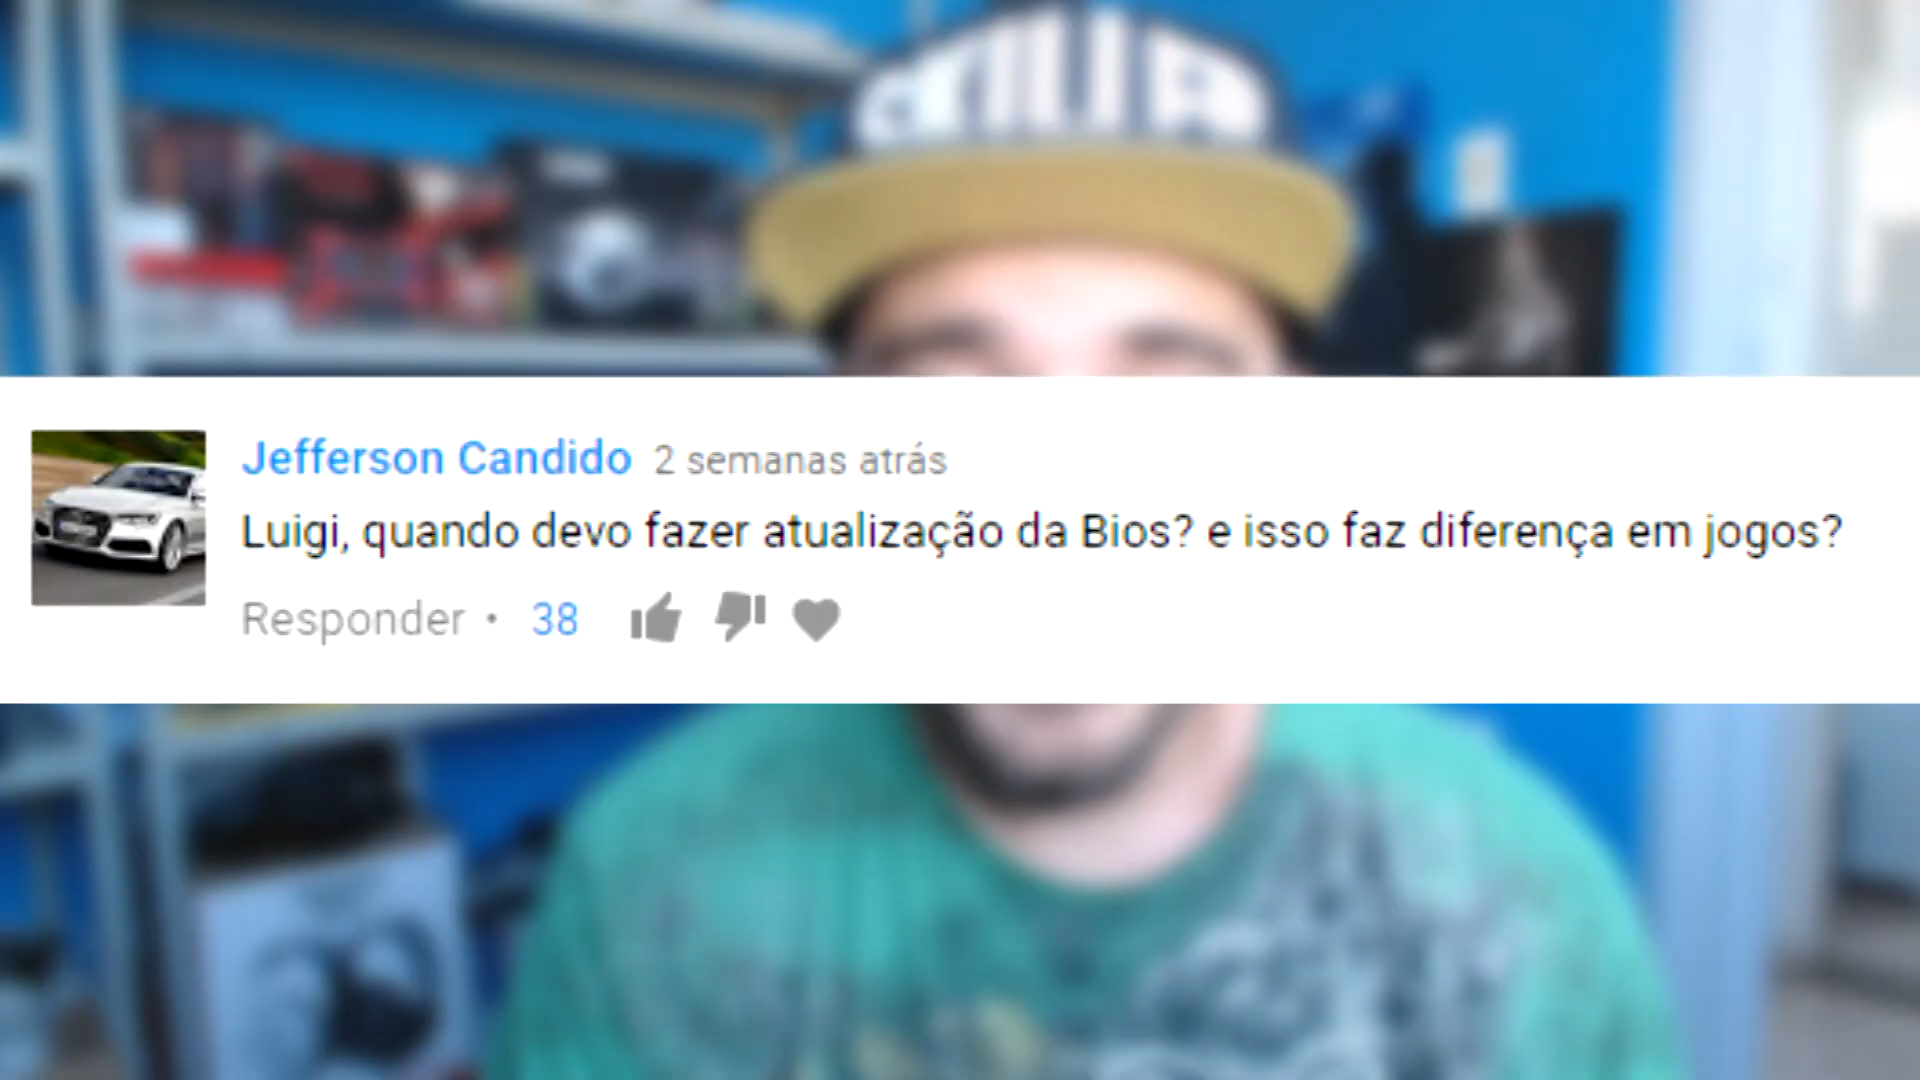 Jefferson Candido 2 semanas atrás
Luigi, quando devo fazer atualização da Bios? e isso faz diferença em jogos?
Responder • 38